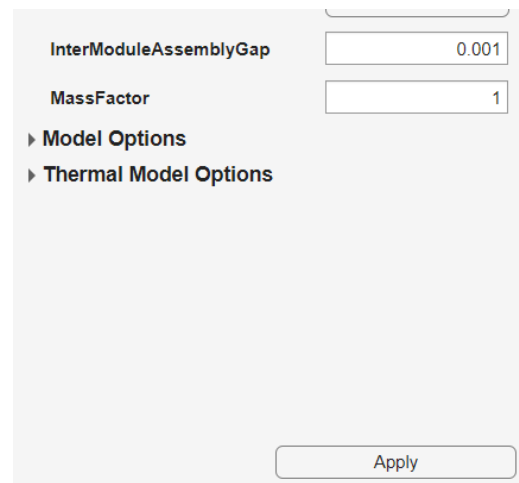 InterModuleAssemblyGap 0.001
MassFactor 1
Model Options
Thermal Model Options
Apply